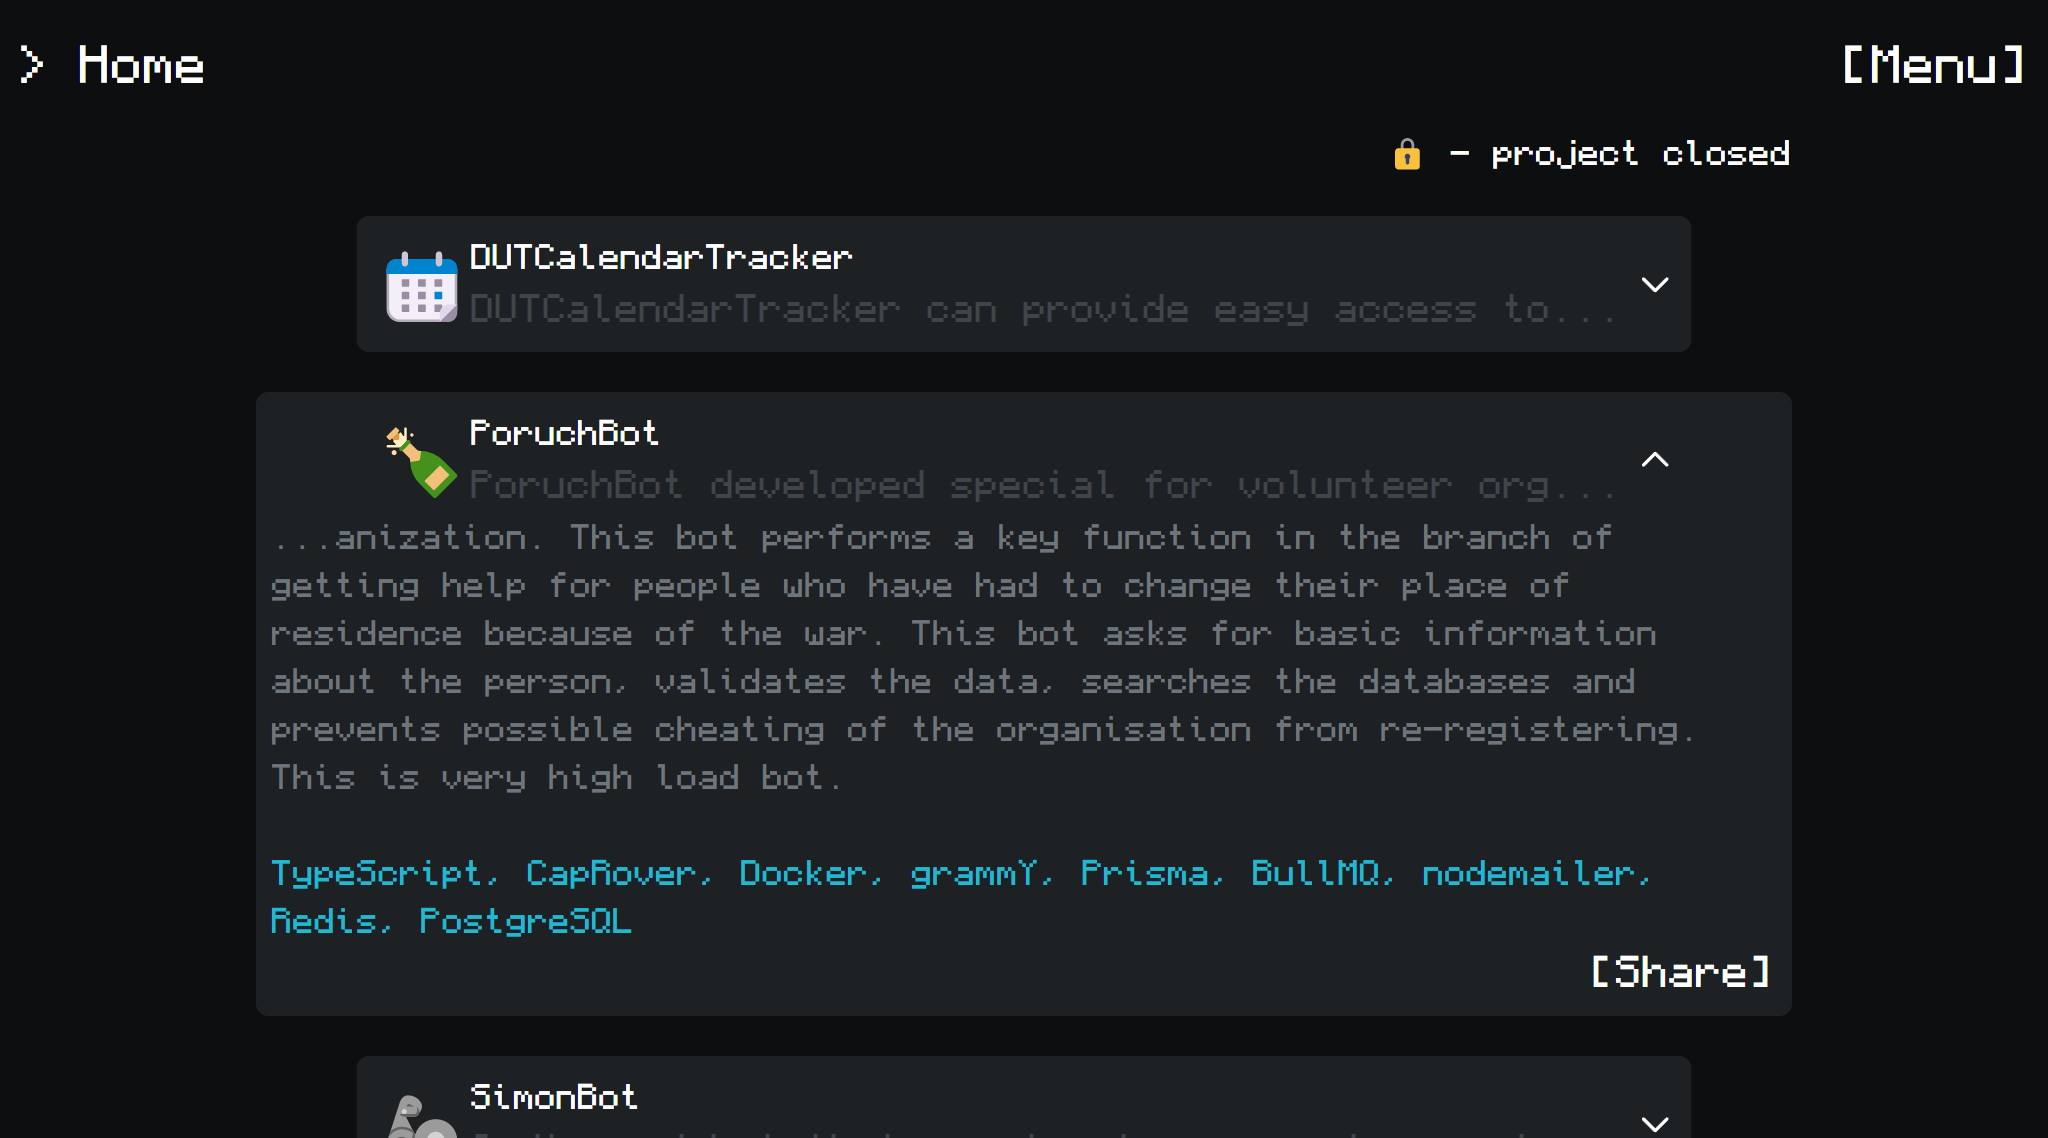 > Home
[Menu]
– project closed
DUTCalendarTracker
DUTCalendarTracker can provide easy access to...
PoruchBot
PoruchBot developed special for volunteer org...
...anization. This bot performs a key function in the branch of
getting help for people who have had to change their place of
residence because of the war. This bot asks for basic information
about the person, validates the data, searches the databases and
prevents possible cheating of the organisation from re-registering.
This is very high load bot.
TypeScript, CapRover, Docker, grammY, Prisma, BullMQ, nodemailer,
Redis, PostgreSQL
[Share]
SimonBot